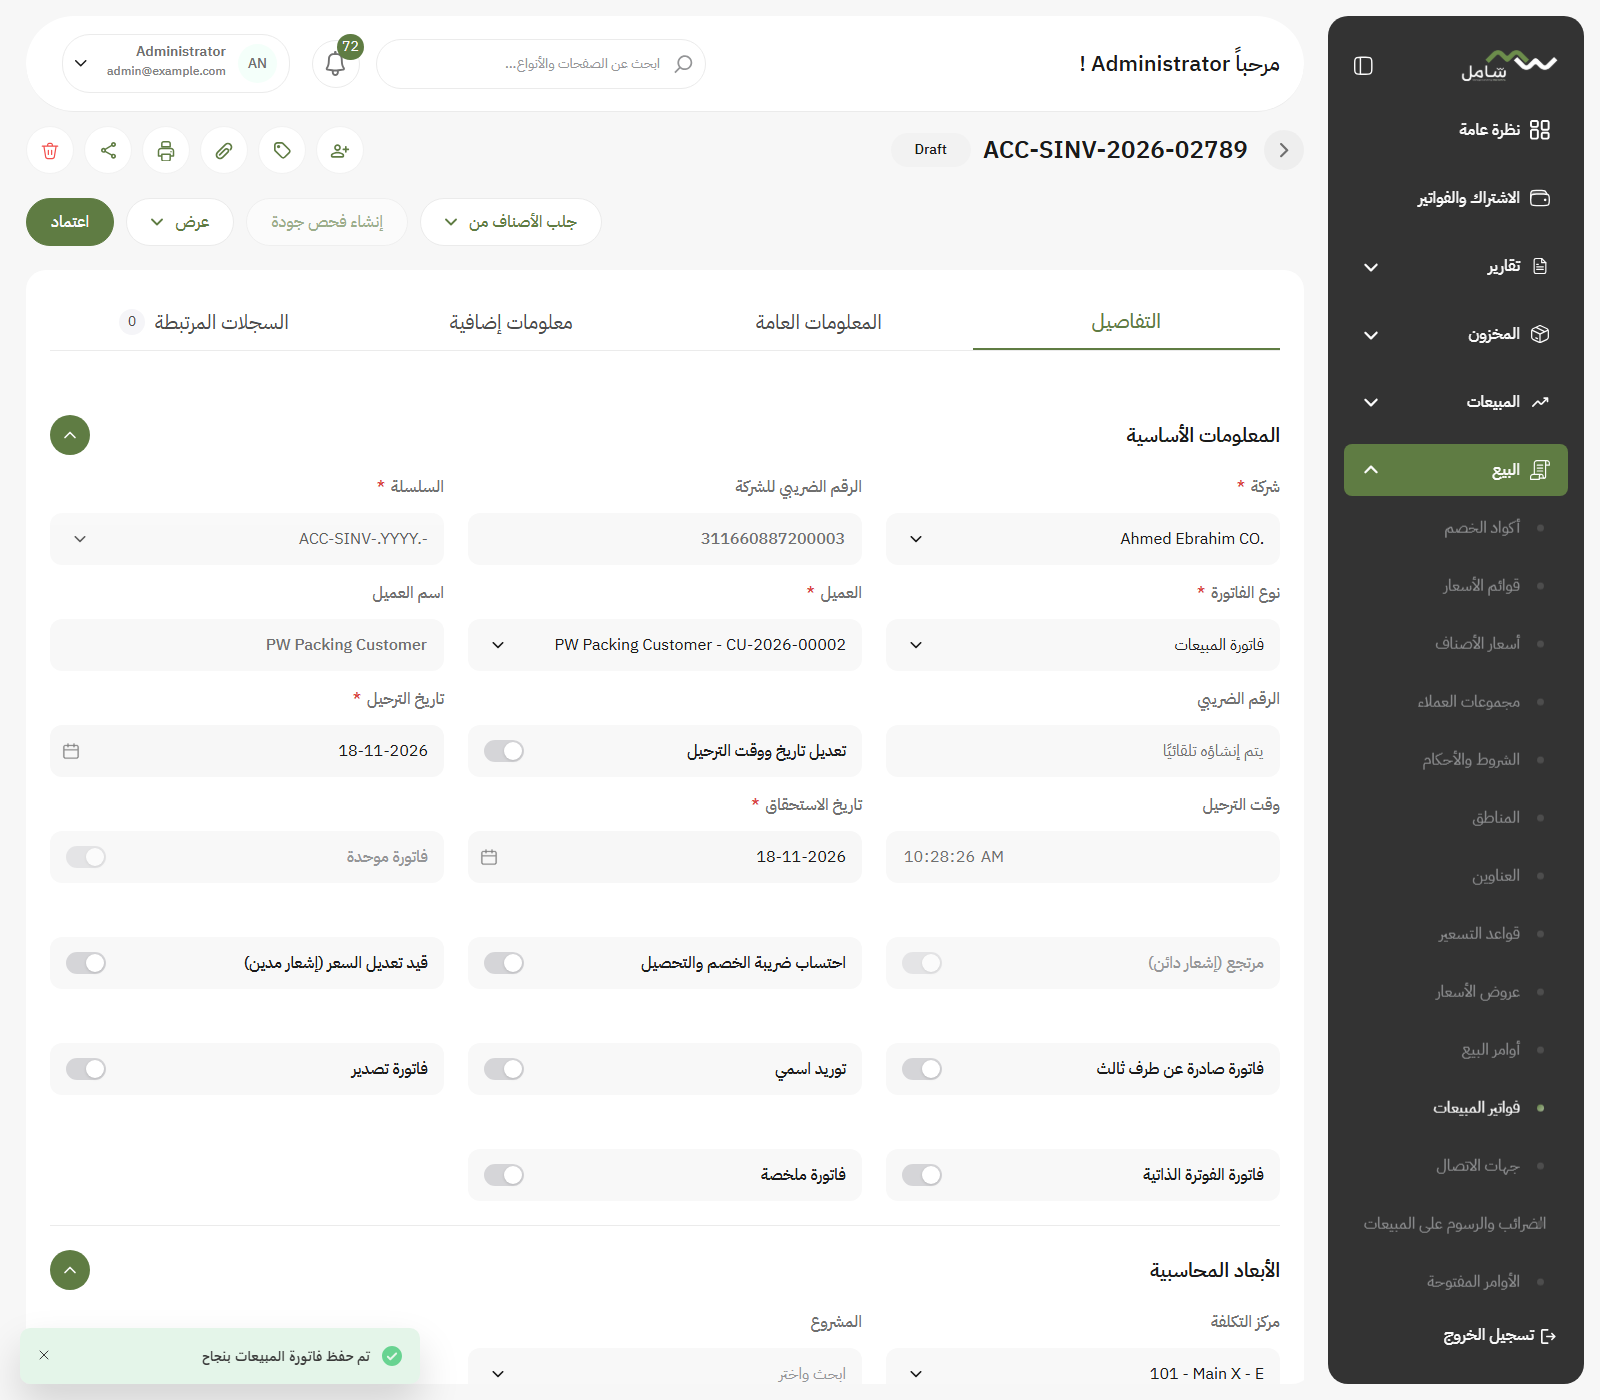 شامل
نظرة عامة
الاشتراك والفواتير
تقارير
المخزون
المبيعات
البيع
أكواد الخصم
قوائم الأسعار
أسعار الأصناف
مجموعات العملاء
الشروط والأحكام
المناطق
العناوين
قواعد التسعير
عروض الأسعار
أوامر البيع
فواتير المبيعات
جهات الاتصال
الضرائب والرسوم على المبيعات
الأوامر المفتوحة
تسجيل الخروج
مرحباً Administrator !
ابحث عن الصفحات والأنواع...
72
AN
Administrator
admin@example.com
ACC-SINV-2026-02789
Draft
جلب الأصناف من
إنشاء فحص جودة
عرض
اعتماد
التفاصيل
المعلومات العامة
معلومات إضافية
السجلات المرتبطة 0
المعلومات الأساسية
شركة *
الرقم الضريبي للشركة
السلسلة *
Ahmed Ebrahim CO.
311660887200003
ACC-SINV-.YYYY.-
نوع الفاتورة *
العميل *
اسم العميل
فاتورة المبيعات
PW Packing Customer - CU-2026-00002
PW Packing Customer
الرقم الضريبي
تاريخ الترحيل *
يتم إنشاؤه تلقائيًا
تعديل تاريخ ووقت الترحيل
18-11-2026
وقت الترحيل
تاريخ الاستحقاق *
10:28:26 AM
18-11-2026
فاتورة موحدة
مرتجع (إشعار دائن)
احتساب ضريبة الخصم والتحصيل
قيد تعديل السعر (إشعار مدين)
فاتورة صادرة عن طرف ثالث
توريد اسمي
فاتورة تصدير
فاتورة الفوترة الذاتية
فاتورة ملخصة
الأبعاد المحاسبية
مركز التكلفة
المشروع
101 - Main X - E
ابحث واختر
تم حفظ فاتورة المبيعات بنجاح